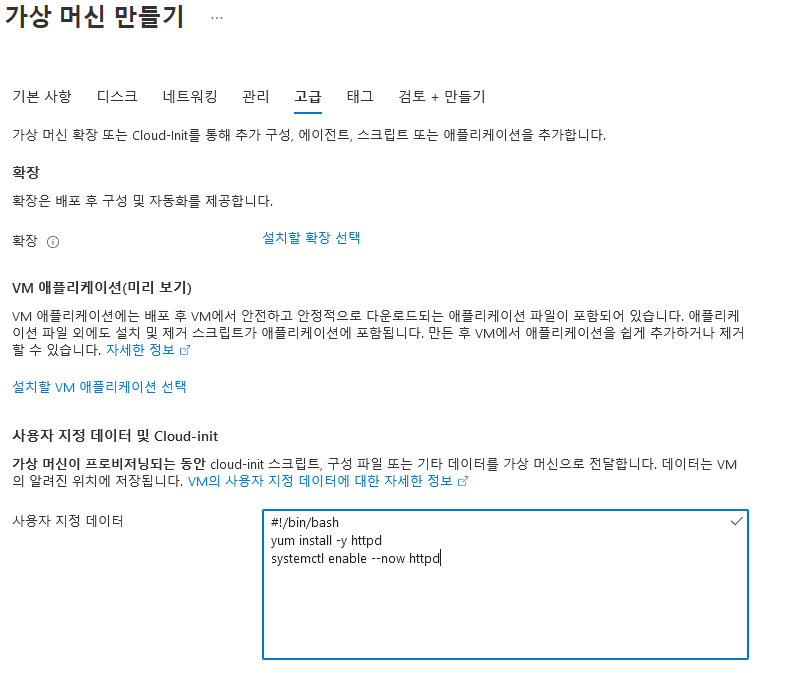 가상 머신 만들기 ...
기본 사항 디스크 네트워킹 관리 고급 태그 검토 + 만들기
가상 머신 확장 또는 Cloud-Init를 통해 추가 구성, 에이전트, 스크립트 또는 애플리케이션을 추가합니다.
확장
확장은 배포 후 구성 및 자동화를 제공합니다.
확장 설치할 확장 선택
VM 애플리케이션(미리 보기)
VM 애플리케이션에는 배포 후 VM에서 안전하고 안정적으로 다운로드되는 애플리케이션 파일이 포함되어 있습니다. 애플리케
이션 파일 외에도 설치 및 제거 스크립트가 애플리케이션에 포함됩니다. 만든 후 VM에서 애플리케이션을 쉽게 추가하거나 제거
할 수 있습니다. 자세한 정보
설치할 VM 애플리케이션 선택
사용자 지정 데이터 및 Cloud-init
가상 머신이 프로비저닝되는 동안 cloud-init 스크립트, 구성 파일 또는 기타 데이터를 가상 머신으로 전달합니다. 데이터는 VM
의 알려진 위치에 저장됩니다. VM의 사용자 지정 데이터에 대한 자세한 정보
사용자 지정 데이터
#!/bin/bash
yum install -y httpd
systemctl enable --now httpd